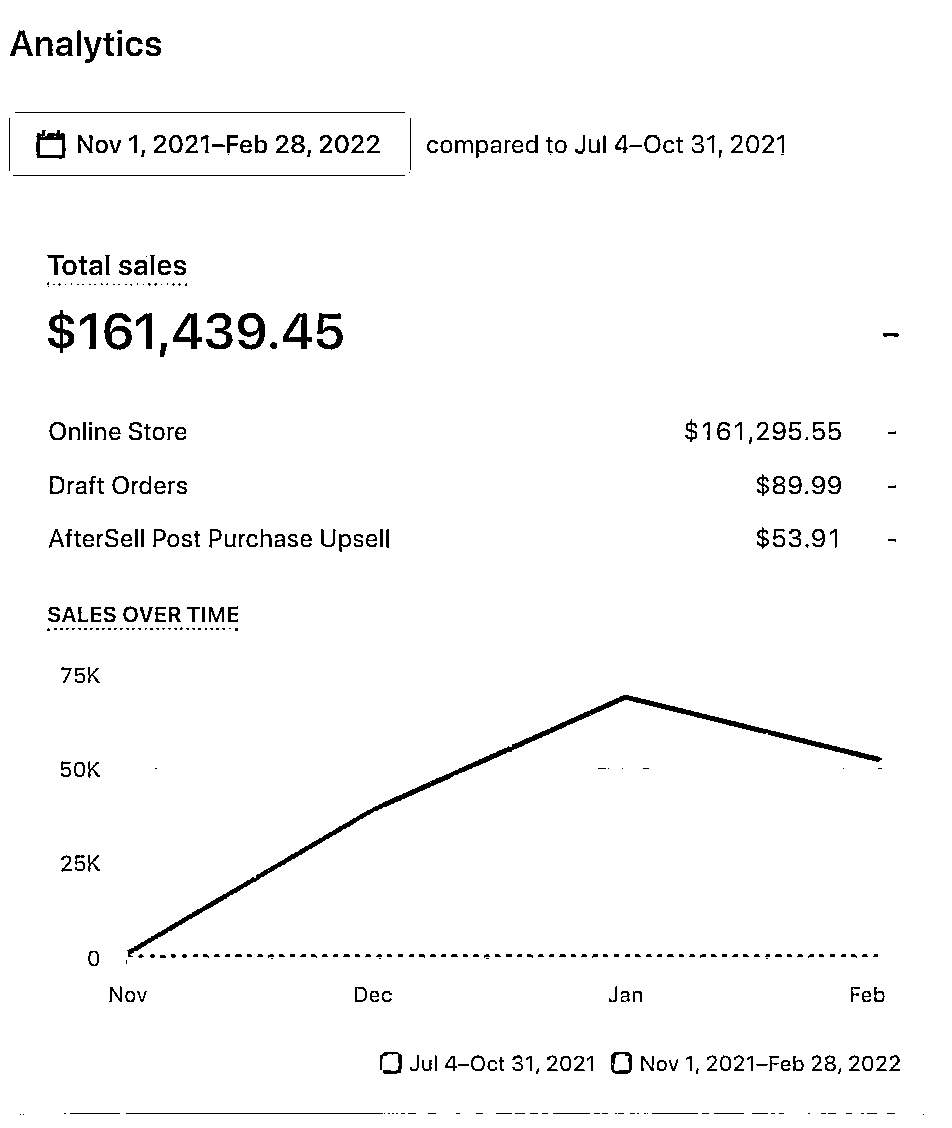 Analytics
Nov 1, 2021–Feb 28, 2022 compared to Jul 4–Oct 31, 2021
Total sales
$161,439.45 –
Online Store $161,295.55 -
Draft Orders $89.99 -
AfterSell Post Purchase Upsell $53.91 -
SALES OVER TIME
75K
50K
25K
0
Nov Dec Jan Feb
Jul 4–Oct 31, 2021 Nov 1, 2021–Feb 28, 2022